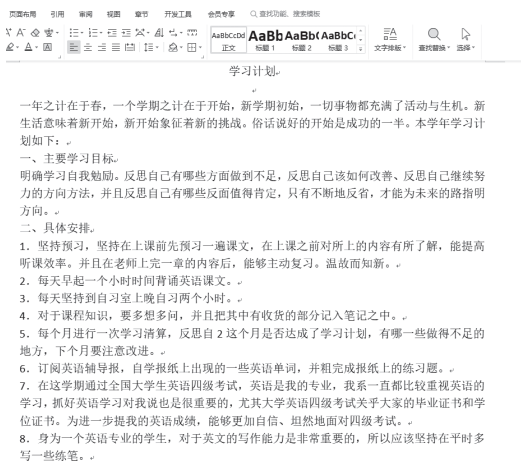 页面布局 引用 审阅 视图 章节 开发工具 会员专享 查找功能、搜索模板
AaBbCcDd AaBb AaBb( AaBbC
正文 标题 1 标题 2 标题 3 文字排版 查找替换 选择
学习计划
一年之计在于春，一个学期之计在于开始，新学期初始，一切事物都充满了活动与生机。新
生活意味着新开始，新开始象征着新的挑战。俗话说好的开始是成功的一半。本学年学习计
划如下：
一、主要学习目标
明确学习自我勉励。反思自己有哪些方面做到不足，反思自己该如何改善、反思自己继续努
力的方向方法，并且反思自己有哪些反面值得肯定，只有不断地反省，才能为未来的路指明
方向。
二、具体安排
1．坚持预习，坚持在上课前先预习一遍课文，在上课之前对所上的内容有所了解，能提高
听课效率。并且在老师上完一章的内容后，能够主动复习。温故而知新。
2．每天早起一个小时时间背诵英语课文。
3．每天坚持到自习室上晚自习两个小时。
4．对于课程知识，要多想多问，并且把其中有收货的部分记入笔记之中。
5．每个月进行一次学习清算，反思自 2 这个月是否达成了学习计划，有哪一些做得不足的
地方，下个月要注意改进。
6．订阅英语辅导报，自学报纸上出现的一些英语单词，并粗完成报纸上的练习题。
7．在这学期通过全国大学生英语四级考试，英语是我的专业，我系一直都比较重视英语的
学习，抓好英语学习对我说也是很重要的，尤其大学英语四级考试关乎大家的毕业证书和学
位证书。为进一步提我的英语成绩，能够更加自信、坦然地面对四级考试。
8．身为一个英语专业的学生，对于英文的写作能力是非常重要的，所以应该坚持在平时多
写一些练笔。